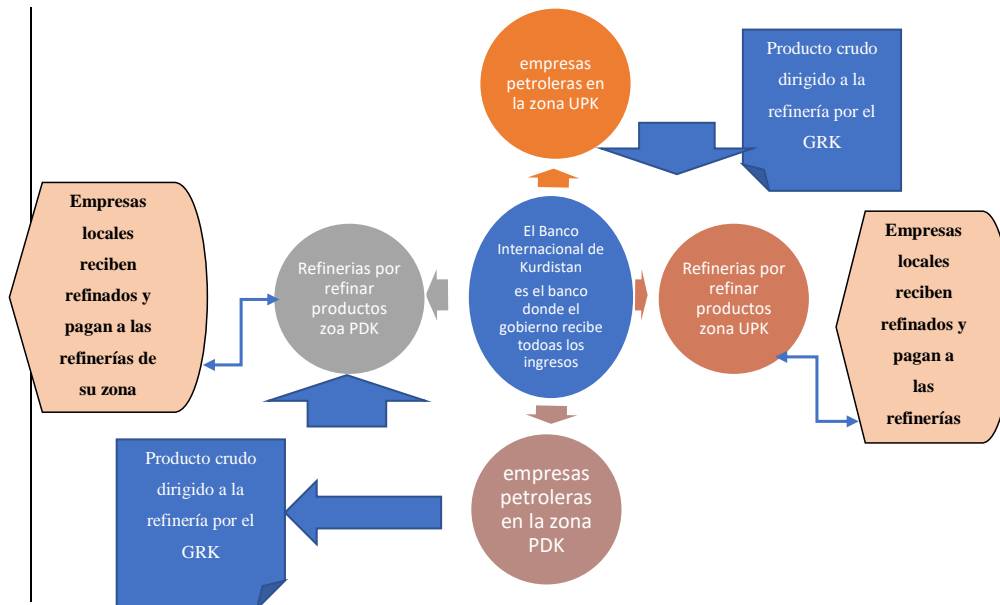 empresas
petroleras en
la zona UPK
Producto crudo
dirigido a la
refinería por el
GRK
Empresas
locales
reciben
refinados y
pagan a las
refinerías de
su zona
Refinerias por
refinar
productos
zoa PDK
El Banco
Internacional de
Kurdistan
es el banco
donde el
gobierno recibe
todoas los
ingresos
Refinerias por
refinar
productos
zona UPK
Empresas
locales
reciben
refinados y
pagan a
las
refinerías
Producto crudo
dirigido a la
refinería por el
GRK
empresas
petroleras
en la zona
PDK